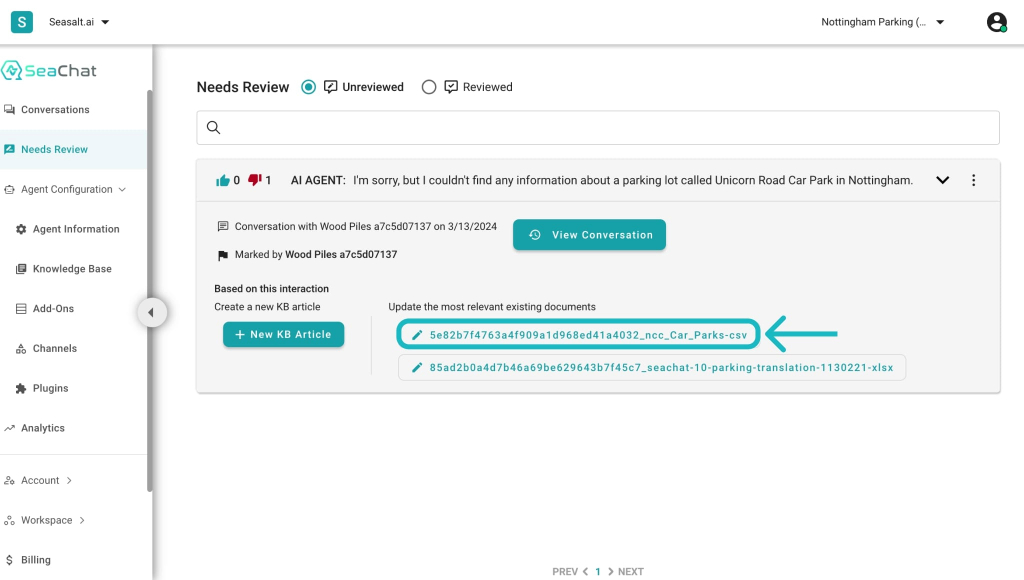 S Seasalt.ai Nottingham Parking (...
SeaChat
Conversations
Needs Review
Agent Configuration
Agent Information
Knowledge Base
Add-Ons
Channels
Plugins
Analytics
Account
Workspace
$ Billing
Needs Review Unreviewed Reviewed
0 1 AI AGENT: I'm sorry, but I couldn't find any information about a parking lot called Unicorn Road Car Park in Nottingham.
Conversation with Wood Piles a7c5d07137 on 3/13/2024
View Conversation
Marked by Wood Piles a7c5d07137
Based on this interaction
Create a new KB article
+ New KB Article
Update the most relevant existing documents
5e82b7f4763a4f909a1d968ed41a4032_ncc_Car_Parks-csv
85ad2b0a4d7b46a69be629643b7f45c7_seachat-10-parking-translation-1130221-xlsx
PREV < 1 > NEXT